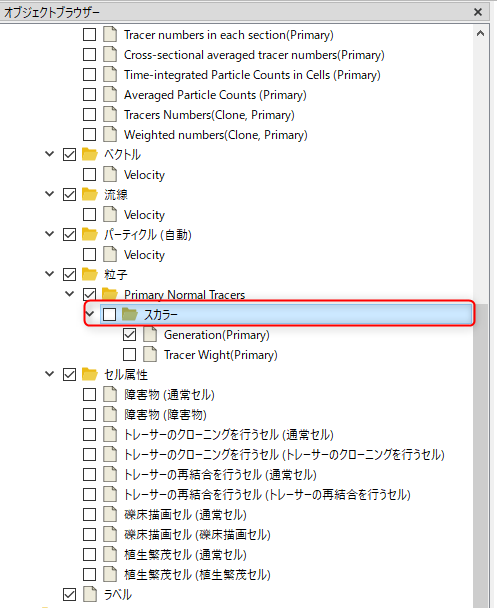 オブジェクトブラウザー
Tracer numbers in each section(Primary)
Cross-sectional averaged tracer numbers(Primary)
Time-integrated Particle Counts in Cells (Primary)
Averaged Particle Counts (Primary)
Tracers Numbers(Clone, Primary)
Weighted numbers(Clone, Primary)
ベクトル
Velocity
流線
Velocity
パーティクル (自動)
Velocity
粒子
Primary Normal Tracers
スカラー
Generation(Primary)
Tracer Wight(Primary)
セル属性
障害物 (通常セル)
障害物 (障害物)
トレーサーのクローニングを行うセル (通常セル)
トレーサーのクローニングを行うセル (トレーサーのクローニングを行うセル)
トレーサーの再結合を行うセル (通常セル)
トレーサーの再結合を行うセル (トレーサーの再結合を行うセル)
礫床描画セル (通常セル)
礫床描画セル (礫床描画セル)
植生繁茂セル (通常セル)
植生繁茂セル (植生繁茂セル)
ラベル